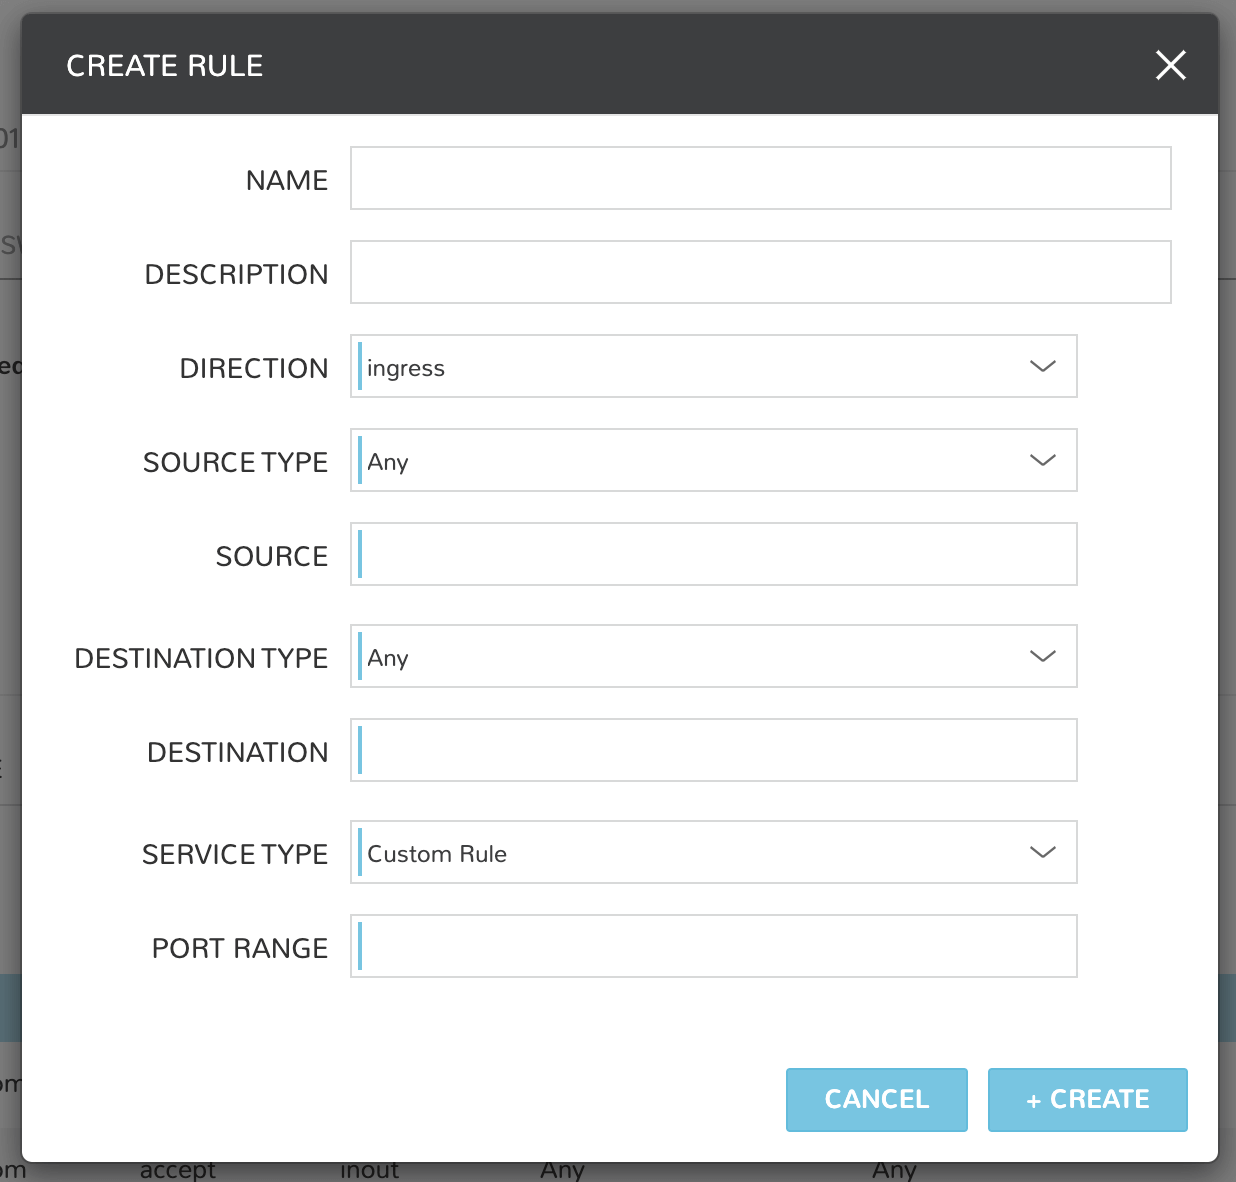 CREATE RULE
NAME
DESCRIPTION
DIRECTION ingress
SOURCE TYPE Any
SOURCE
DESTINATION TYPE Any
DESTINATION
SERVICE TYPE Custom Rule
PORT RANGE
CANCEL + CREATE
accept inout Any Any